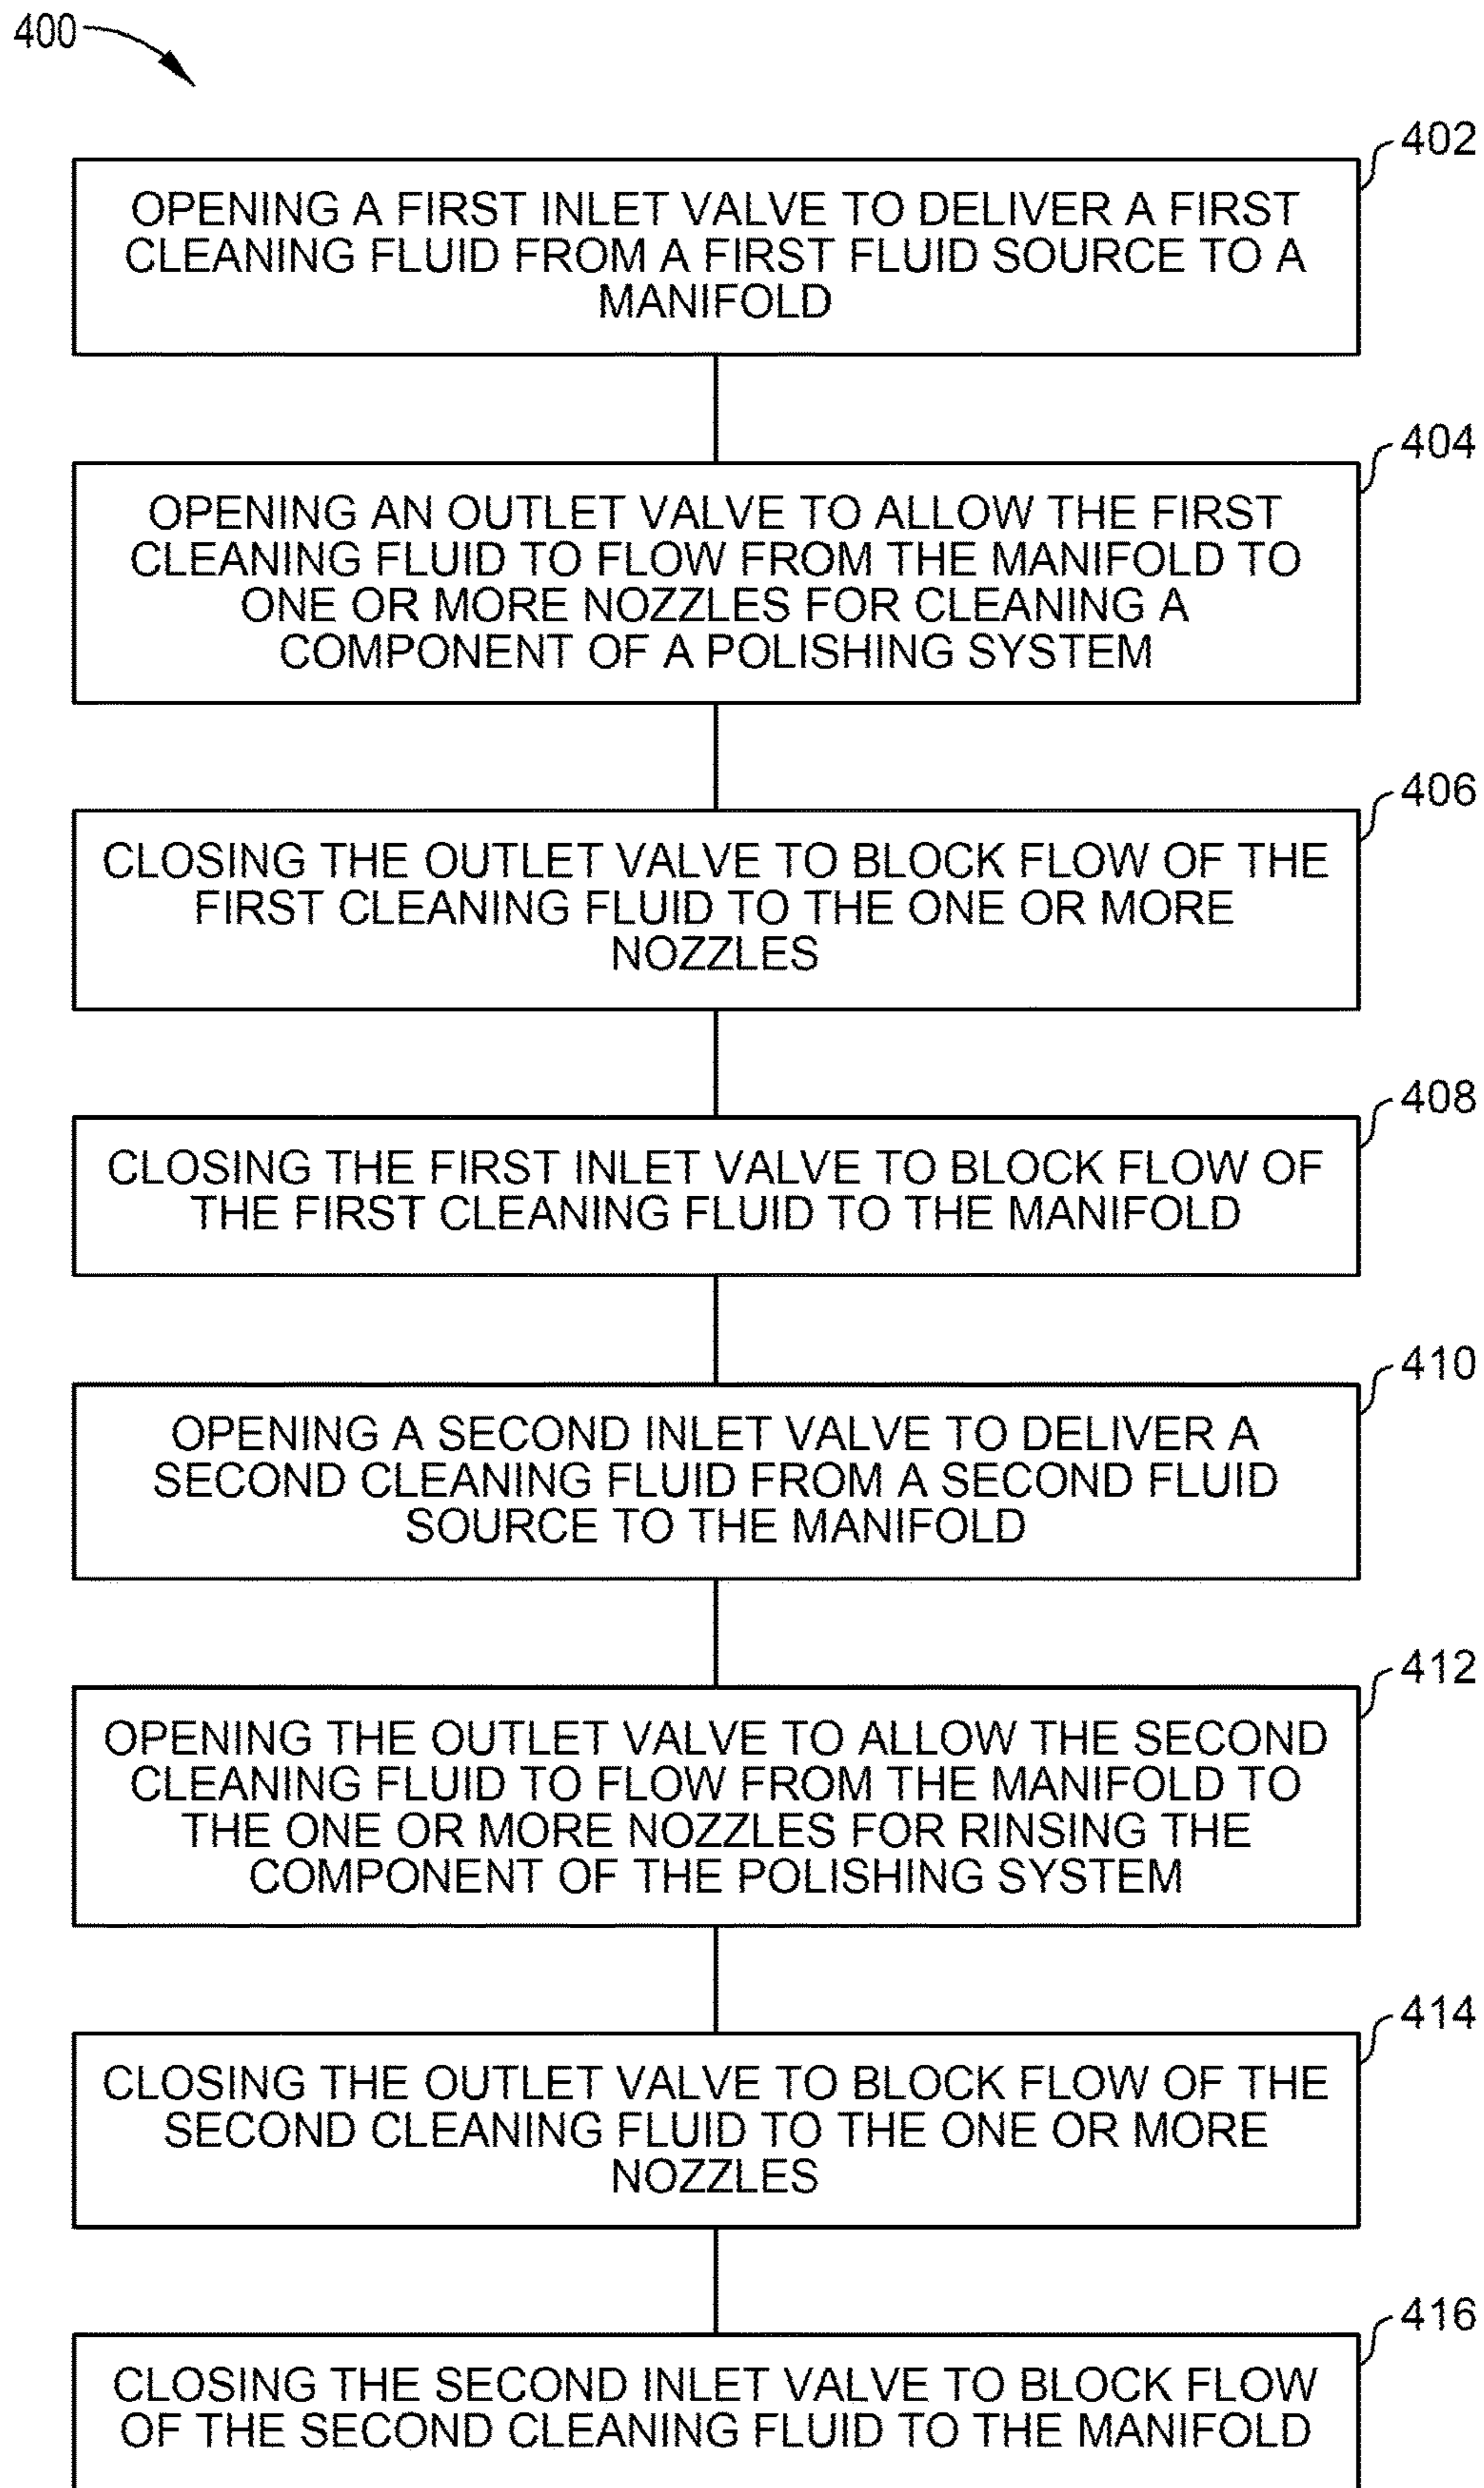 400
402
OPENING A FIRST INLET VALVE TO DELIVER A FIRST
CLEANING FLUID FROM A FIRST FLUID SOURCE TO A
MANIFOLD
404
OPENING AN OUTLET VALVE TO ALLOW THE FIRST
CLEANING FLUID TO FLOW FROM THE MANIFOLD TO
ONE OR MORE NOZZLES FOR CLEANING A
COMPONENT OF A POLISHING SYSTEM
406
CLOSING THE OUTLET VALVE TO BLOCK FLOW OF THE
FIRST CLEANING FLUID TO THE ONE OR MORE
NOZZLES
408
CLOSING THE FIRST INLET VALVE TO BLOCK FLOW OF
THE FIRST CLEANING FLUID TO THE MANIFOLD
410
OPENING A SECOND INLET VALVE TO DELIVER A
SECOND CLEANING FLUID FROM A SECOND FLUID
SOURCE TO THE MANIFOLD
412
OPENING THE OUTLET VALVE TO ALLOW THE SECOND
CLEANING FLUID TO FLOW FROM THE MANIFOLD TO
THE ONE OR MORE NOZZLES FOR RINSING THE
COMPONENT OF THE POLISHING SYSTEM
414
CLOSING THE OUTLET VALVE TO BLOCK FLOW OF THE
SECOND CLEANING FLUID TO THE ONE OR MORE
NOZZLES
416
CLOSING THE SECOND INLET VALVE TO BLOCK FLOW
OF THE SECOND CLEANING FLUID TO THE MANIFOLD